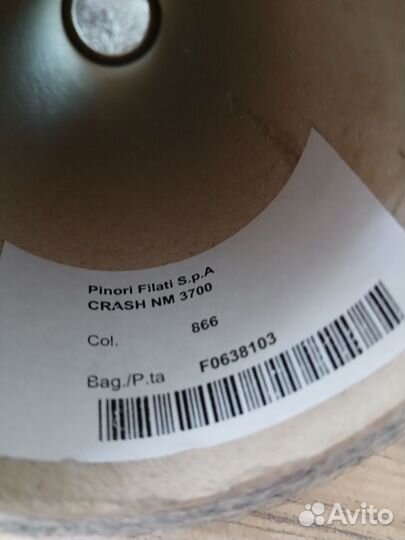 Pinori Filati S.p.A
CRASH NM 3700
Col. 866
Bag./P.ta F0638103
Avito